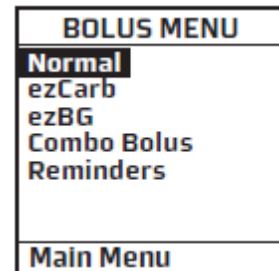 BOLUS MENU
Normal
ezCarb
ezBG
Combo Bolus
Reminders
Main Menu